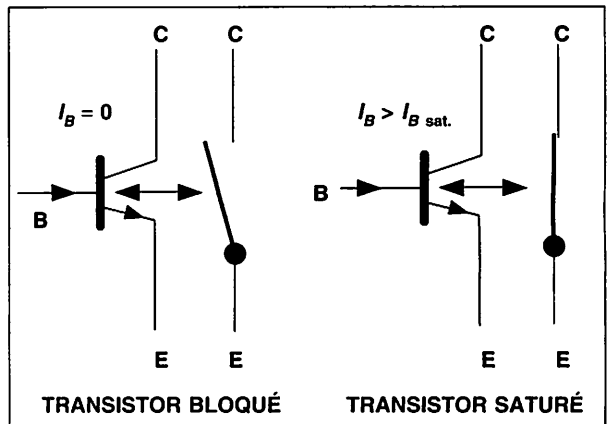 C C
I_B = 0
B
E E
TRANSISTOR BLOQUÉ
C C
I_B > I_B sat.
B
E E
TRANSISTOR SATURÉ